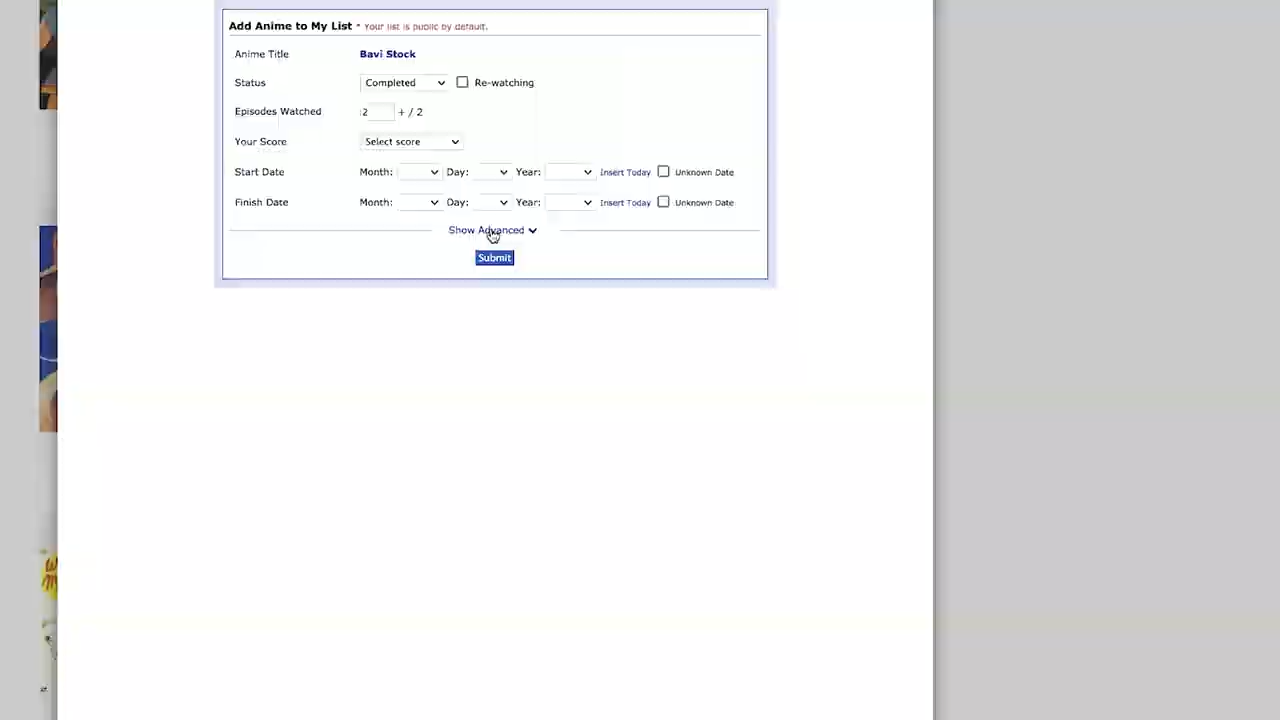 Add Anime to My List * Your list is public by default.
Anime Title Bavi Stock
Status Completed Re-watching
Episodes Watched 2 + / 2
Your Score Select score
Start Date Month: Day: Year: Insert Today Unknown Date
Finish Date Month: Day: Year: Insert Today Unknown Date
Show Advanced
Submit